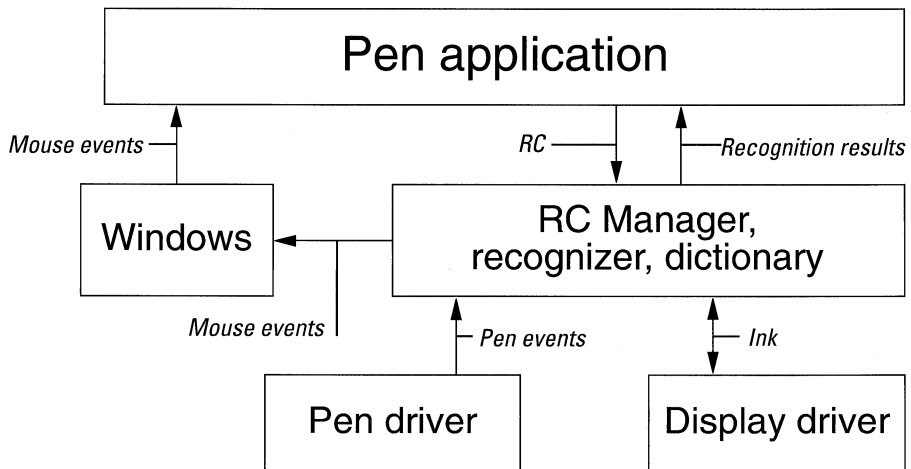 Pen application
Mouse events
RC
Recognition results
Windows
RC Manager,
recognizer, dictionary
Mouse events
Pen events
Ink
Pen driver
Display driver